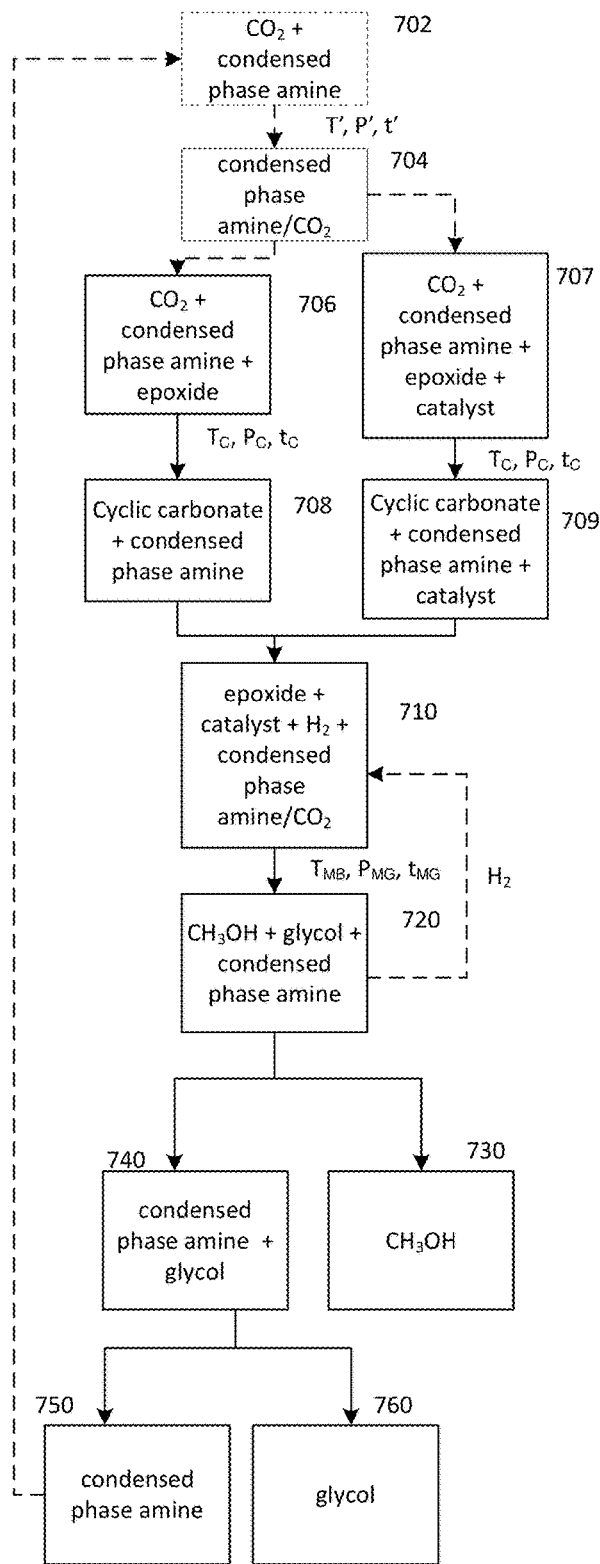 CO₂ +
condensed
phase amine
702
T', P', t'
condensed
phase
amine/CO₂
704
CO₂ +
condensed
phase amine +
epoxide
706
CO₂ +
condensed
phase amine +
epoxide +
catalyst
707
T_C, P_C, t_C
T_C, P_C, t_C
Cyclic carbonate
+ condensed
phase amine
708
Cyclic carbonate
+ condensed
phase amine +
catalyst
709
epoxide +
catalyst + H₂ +
condensed
phase
amine/CO₂
710
T_MB, P_MG, t_MG
H₂
CH₃OH + glycol +
condensed
phase amine
720
740
condensed
phase amine +
glycol
730
CH₃OH
750
condensed
phase amine
760
glycol